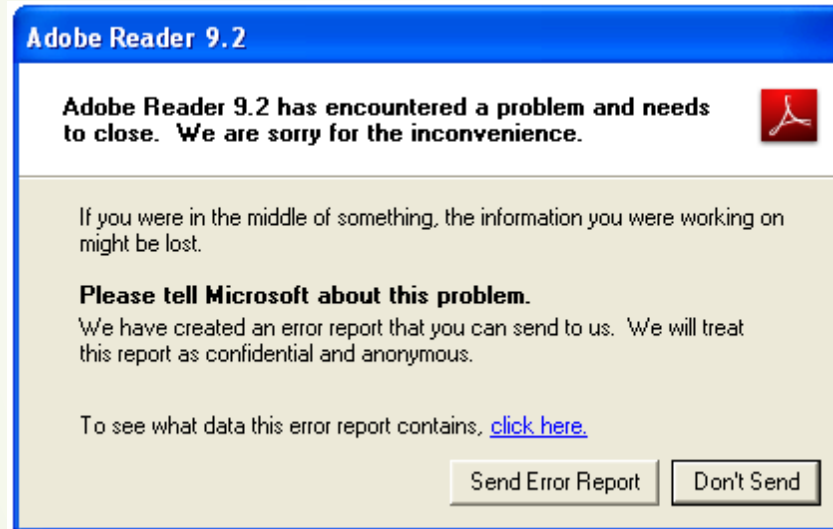 Adobe Reader 9.2
Adobe Reader 9.2 has encountered a problem and needs
to close.  We are sorry for the inconvenience.
If you were in the middle of something, the information you were working on
might be lost.
Please tell Microsoft about this problem.
We have created an error report that you can send to us.  We will treat
this report as confidential and anonymous.
To see what data this error report contains, click here.
Send Error Report
Don't Send